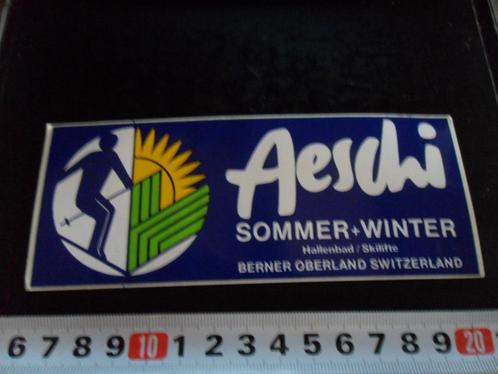 Aeschi
SOMMER+WINTER
Hallenbad / Skilifte
BERNER OBERLAND SWITZERLAND
6 7 8 9 10 1 2 3 4 5 6 7 8 9 20 1